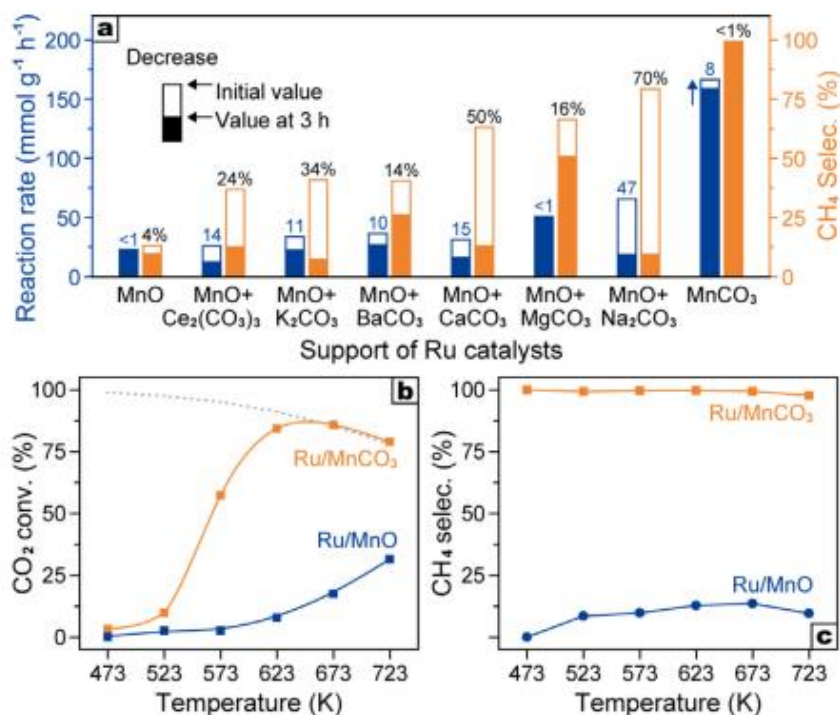 a
Decrease
Initial value
Value at 3 h
Reaction rate (mmol g⁻¹ h⁻¹)
200
150
100
50
0
CH₄ Selec. (%)
100
75
50
25
0
<1 4%
14 24%
11 34%
10 14%
15 50%
<1 16%
47 70%
8 <1%
MnO
MnO+ Ce₂(CO₃)₃
MnO+ K₂CO₃
MnO+ BaCO₃
MnO+ CaCO₃
MnO+ MgCO₃
MnO+ Na₂CO₃
MnCO₃
Support of Ru catalysts
b
CO₂ conv. (%)
100
75
50
25
0
Ru/MnCO₃
Ru/MnO
473 523 573 623 673 723
Temperature (K)
c
CH₄ selec. (%)
100
75
50
25
Ru/MnCO₃
Ru/MnO
473 523 573 623 673 723
Temperature (K)